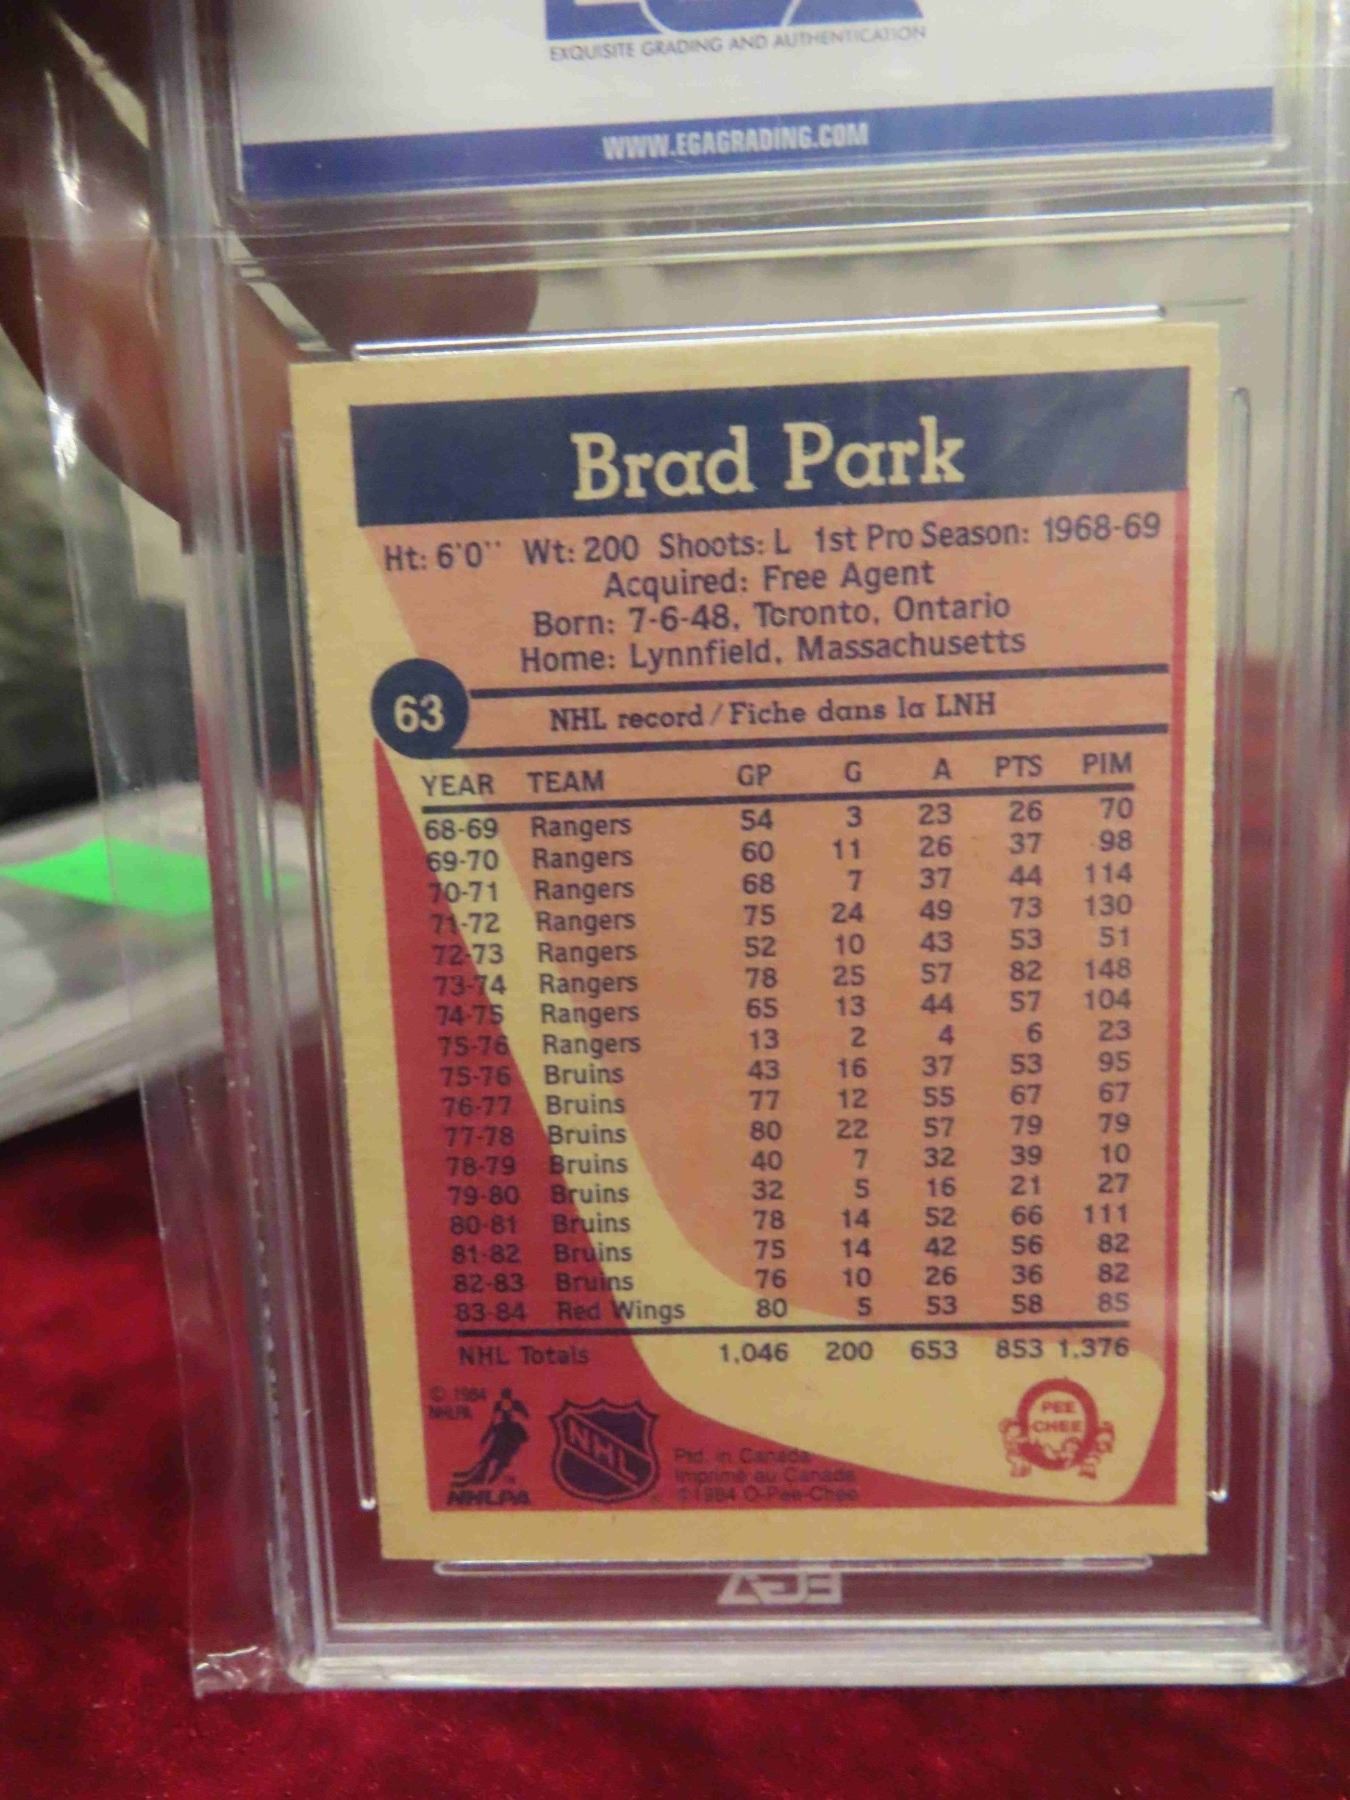 EGA
EXQUISITE GRADING AND AUTHENTICATION
WWW.EGAGRADING.COM
Brad Park
Ht: 6'0" Wt: 200 Shoots: L 1st Pro Season: 1968-69
Acquired: Free Agent
Born: 7-6-48, Toronto, Ontario
Home: Lynnfield, Massachusetts
63 NHL record / Fiche dans la LNH
YEAR TEAM GP G A PTS PIM
68-69 Rangers 54 3 23 26 70
69-70 Rangers 60 11 26 37 98
70-71 Rangers 68 7 37 44 114
71-72 Rangers 75 24 49 73 130
72-73 Rangers 52 10 43 53 51
73-74 Rangers 78 25 57 82 148
74-75 Rangers 65 13 44 57 104
75-76 Rangers 13 2 4 6 23
75-76 Bruins 43 16 37 53 95
76-77 Bruins 77 12 55 67 67
77-78 Bruins 80 22 57 79 79
78-79 Bruins 40 7 32 39 10
79-80 Bruins 32 5 16 21 27
80-81 Bruins 78 14 52 66 111
81-82 Bruins 75 14 42 56 82
82-83 Bruins 76 10 26 36 82
83-84 Red Wings 80 5 53 58 85
NHL Totals 1,046 200 653 853 1,376
© 1984
NHLPA
NHLPA
NHL
Ptd. in Canada
Imprimé au Canada
© 1984 O-Pee-Chee
PEE
CHEE
EGA